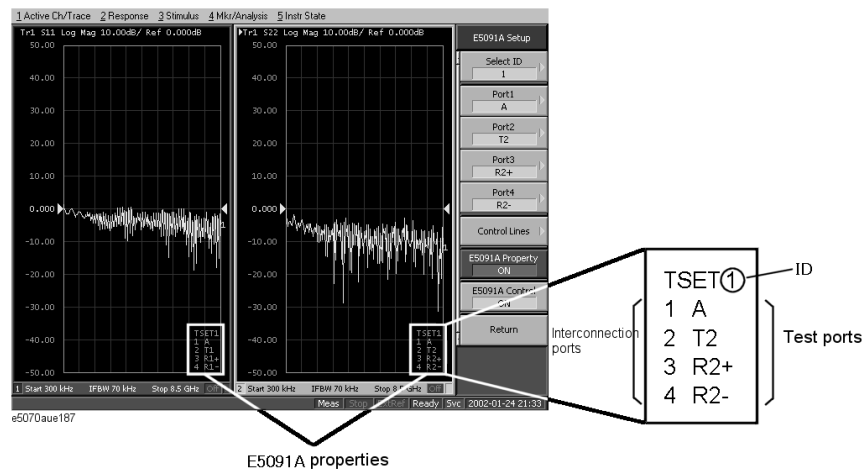 1 Active Ch/Trace 2 Response 3 Stimulus 4 Mkr/Analysis 5 Instr State
Tr1 S11 Log Mag 10.00dB/ Ref 0.000dB
50.00
40.00
30.00
20.00
10.00
0.000
-10.00
-20.00
-30.00
-40.00
-50.00
TSET1
1 A
2 T1
3 R1+
4 R1-
1 Start 300 kHz IFBW 70 kHz Stop 8.5 GHz Off
Tr1 S22 Log Mag 10.00dB/ Ref 0.000dB
50.00
40.00
30.00
20.00
10.00
0.000
-10.00
-20.00
-30.00
-40.00
-50.00
TSET1
1 A
2 T2
3 R2+
4 R2-
2 Start 300 kHz IFBW 70 kHz Stop 8.5 GHz Off
E5091A Setup
Select ID
1
Port1
A
Port2
T2
Port3
R2+
Port4
R2-
Control Lines
E5091A Property
ON
E5091A Control
ON
Return
Meas Stop ExtRef Ready Svc 2002-01-24 21:33
e5070aue187
E5091A properties
Interconnection
ports
TSET1
1 A
2 T2
3 R2+
4 R2-
ID
Test ports